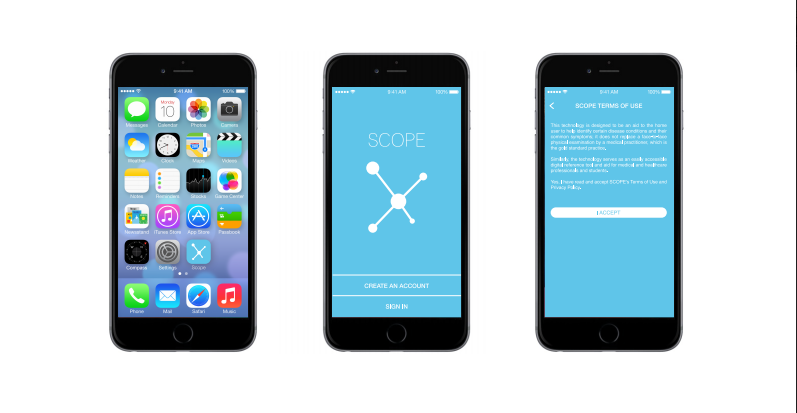 9:41 AM 100%
Monday
10
Messages Calendar Photos Camera
Weather Clock Maps Videos
Notes Reminders Stocks Game Center
Newsstand iTunes Store App Store Passbook
Compass Settings Scope
Phone Mail Safari Music
9:41 AM 100%
SCOPE
CREATE AN ACCOUNT
SIGN IN
9:41 AM 100%
SCOPE TERMS OF USE
This technology is designed to be an aid to the home
user to help identify certain disease conditions and their
common symptoms. It does not replace a face-to-face
physical examination by a medical practitioner, which is
the gold standard practice.
Similarly, the technology serves as an easily accessible
digital reference tool and aid for medical and healthcare
professionals and students.
Yes, I have read and accept SCOPE's Terms of Use and
Privacy Policy.
I ACCEPT